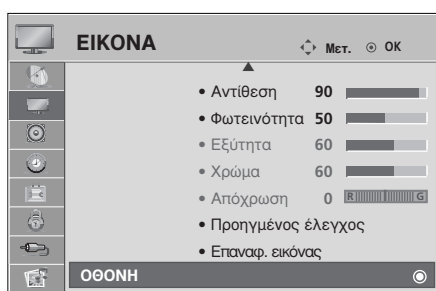 ΕΙΚΟΝΑ Μετ. OK
• Αντίθεση 90
• Φωτεινότητα 50
• Εξύτητα 60
• Χρώμα 60
• Απόχρωση 0 R G
• Προηγμένος έλεγχος
• Επαναφ. εικόνας
ΟΘΟΝΗ